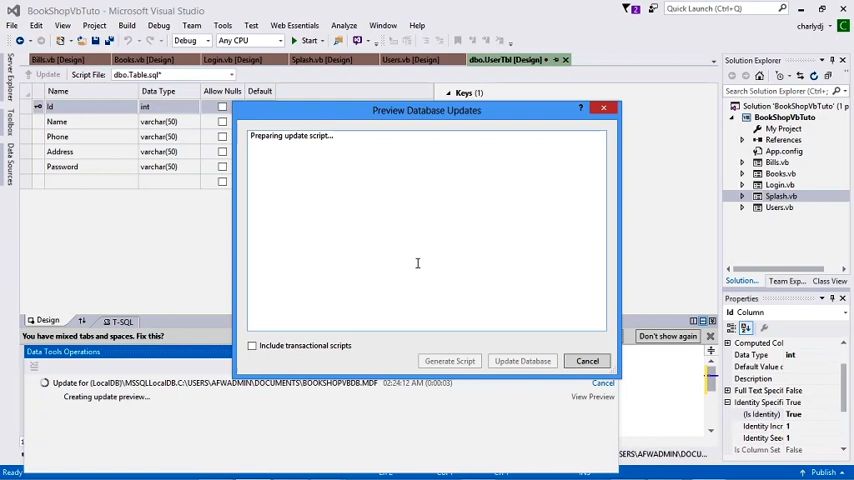 BookShopVbTuto - Microsoft Visual Studio
2 Quick Launch (Ctrl+Q)
File Edit View Project Build Debug Team Tools Test Web Essentials Analyze Window Help charlydj
Debug Any CPU Start
Bills.vb [Design] Books.vb [Design] Login.vb [Design] Splash.vb [Design] Users.vb [Design] dbo.UserTbl [Design]
Server Explorer
Toolbox
Data Sources
Update Script File: dbo.Table.sql*
Name Data Type Allow Nulls Default
Keys (1)
Id int
Name varchar(50)
Phone varchar(50)
Address varchar(50)
Password varchar(50)
Preview Database Updates
?
Preparing update script...
Include transactional scripts
Generate Script Update Database Cancel
Design T-SQL
You have mixed tabs and spaces. Fix this?
Don't show again
Data Tools Operations
Update for (LocalDB)\MSSQLLocalDB.C:\USERS\AFWADMIN\DOCUMENTS\BOOKSHOPVBDB.MDF 02:24:12 AM (0:00:03) Cancel
Creating update preview... View Preview
Ready
Publish
Solution Explorer
Search Solution Explorer (Ctrl+;)
Solution 'BookShopVbTuto' (1 p
BookShopVbTuto
My Project
References
App.config
Bills.vb
Books.vb
Login.vb
Splash.vb
Users.vb
Solution... Team Exp... Class View
Properties
Id Column
Computed Col
Data Type int
Default Value o
Description
Full Text Specif False
Identity Specifi True
(Is Identity) True
Identity Incr 1
Identity See 1
Is Column Set False